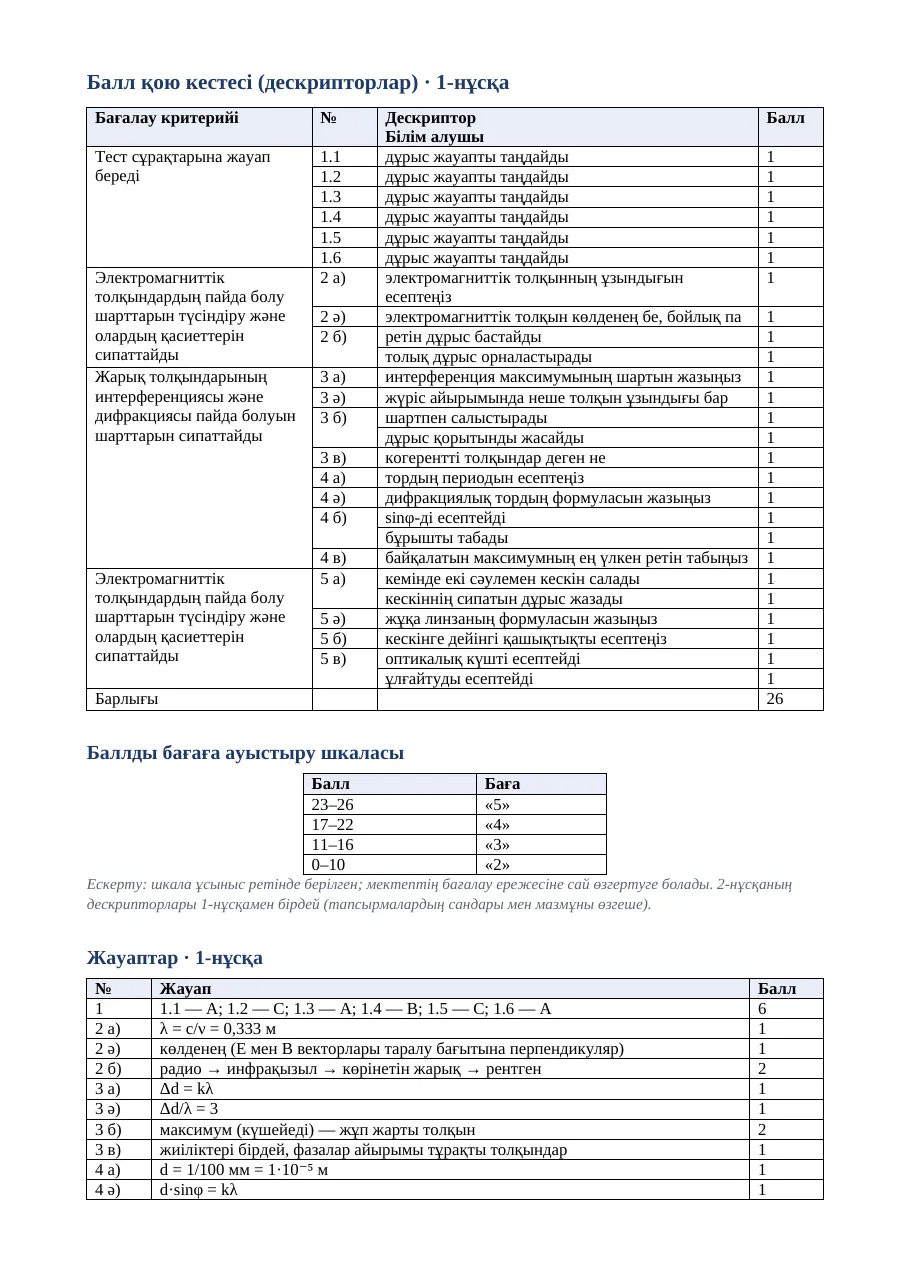 Балл қою кестесі (дескрипторлар) · 1-нұсқа
Бағалау критерийі № Дескриптор Балл
Білім алушы
Тест сұрақтарына жауап 1.1 дұрыс жауапты таңдайды 1
береді 1.2 дұрыс жауапты таңдайды 1
1.3 дұрыс жауапты таңдайды 1
1.4 дұрыс жауапты таңдайды 1
1.5 дұрыс жауапты таңдайды 1
1.6 дұрыс жауапты таңдайды 1
Электромагниттік 2 а) электромагниттік толқынның ұзындығын 1
толқындардың пайда болу есептеңіз
шарттарын түсіндіру және 2 ә) электромагниттік толқын көлденең бе, бойлық па 1
олардың қасиеттерін 2 б) ретін дұрыс бастайды 1
сипаттайды толық дұрыс орналастырады 1
Жарық толқындарының 3 а) интерференция максимумының шартын жазыңыз 1
интерференциясы және 3 ә) жүріс айырымында неше толқын ұзындығы бар 1
дифракциясы пайда болуын 3 б) шартпен салыстырады 1
шарттарын сипаттайды дұрыс қорытынды жасайды 1
3 в) когерентті толқындар деген не 1
4 а) тордың периодын есептеңіз 1
4 ә) дифракциялық тордың формуласын жазыңыз 1
4 б) sinφ-ді есептейді 1
бұрышты табады 1
4 в) байқалатын максимумның ең үлкен ретін табыңыз 1
Электромагниттік 5 а) кемінде екі сәулемен кескін салады 1
толқындардың пайда болу кескіннің сипатын дұрыс жазады 1
шарттарын түсіндіру және 5 ә) жұқа линзаның формуласын жазыңыз 1
олардың қасиеттерін 5 б) кескінге дейінгі қашықтықты есептеңіз 1
сипаттайды 5 в) оптикалық күшті есептейді 1
ұлғайтуды есептейді 1
Барлығы 26
Баллды бағаға ауыстыру шкаласы
Балл Баға
23–26 «5»
17–22 «4»
11–16 «3»
0–10 «2»
Ескерту: шкала ұсыныс ретінде берілген; мектептің бағалау ережесіне сай өзгертуге болады. 2-нұсқаның
дескрипторлары 1-нұсқамен бірдей (тапсырмалардың сандары мен мазмұны өзгеше).
Жауаптар · 1-нұсқа
№ Жауап Балл
1 1.1 — A; 1.2 — C; 1.3 — A; 1.4 — B; 1.5 — C; 1.6 — A 6
2 а) λ = c/ν = 0,333 м 1
2 ә) көлденең (E мен B векторлары таралу бағытына перпендикуляр) 1
2 б) радио → инфрақызыл → көрінетін жарық → рентген 2
3 а) Δd = kλ 1
3 ә) Δd/λ = 3 1
3 б) максимум (күшейеді) — жұп жарты толқын 2
3 в) жиіліктері бірдей, фазалар айырымы тұрақты толқындар 1
4 а) d = 1/100 мм = 1·10⁻⁵ м 1
4 ә) d·sinφ = kλ 1